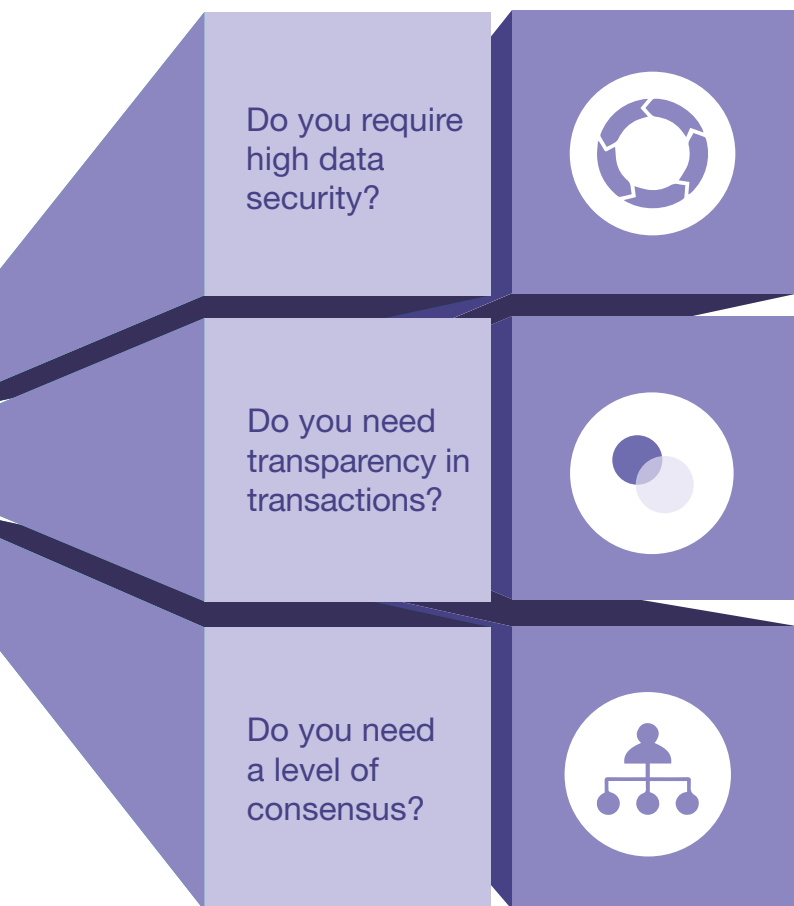 Do you require
high data
security?
Do you need
transparency in
transactions?
Do you need
a level of
consensus?